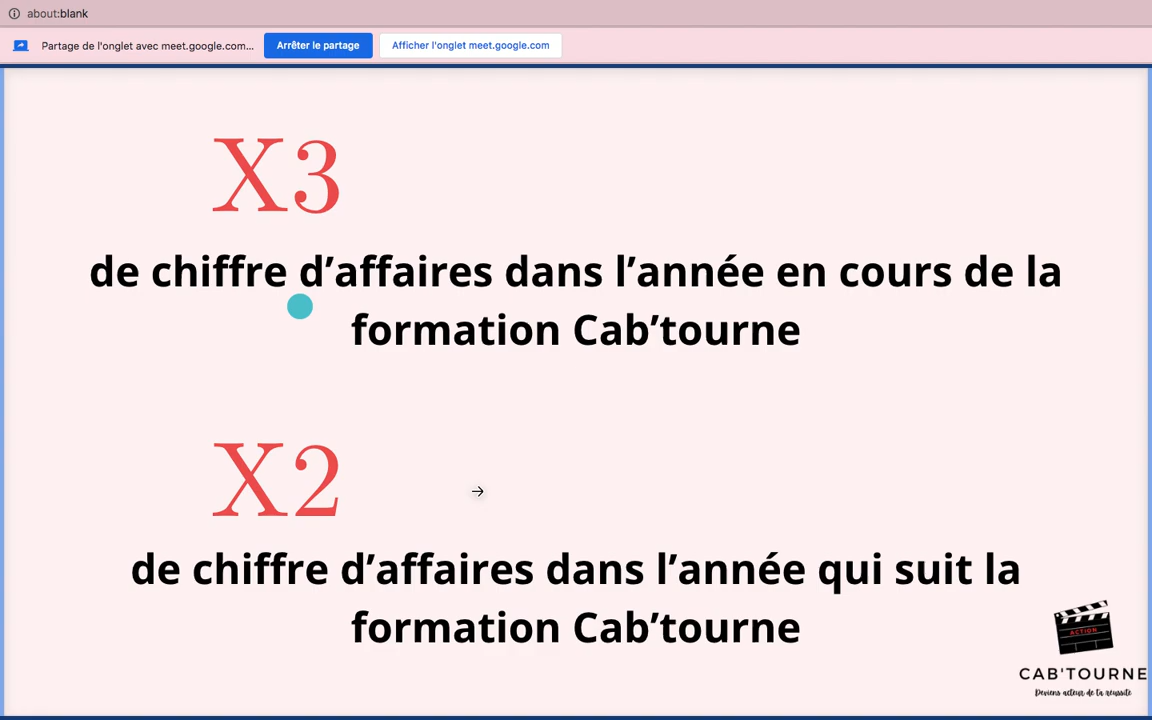 about:blank
Partage de l'onglet avec meet.google.com...
Arrêter le partage
Afficher l'onglet meet.google.com
X3
de chiffre d’affaires dans l’année en cours de la
formation Cab’tourne
X2
de chiffre d’affaires dans l’année qui suit la
formation Cab’tourne
ACTION
CAB'TOURNE
Deviens acteur de ta réussite